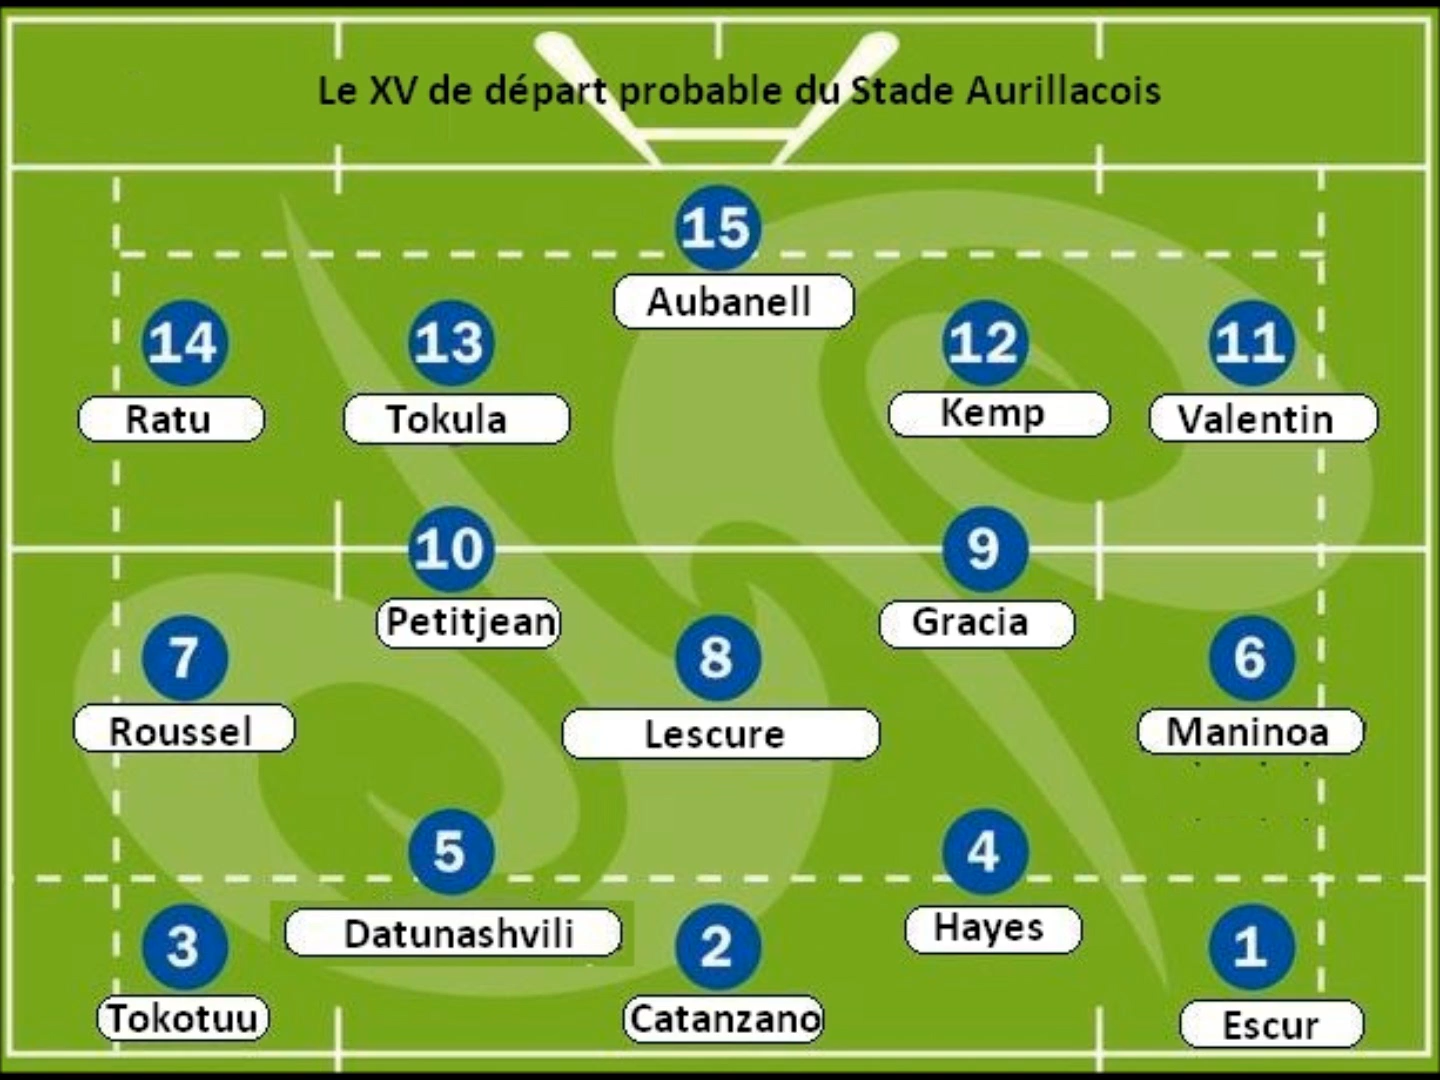 Le XV de départ probable du Stade Aurillacois
15
Aubanell
14
13
12
11
Ratu
Tokula
Kemp
Valentin
10
9
Petitjean
Gracia
7
8
6
Roussel
Lescure
Maninoa
5
4
Datunashvili
Hayes
3
2
1
Tokotuu
Catanzano
Escur